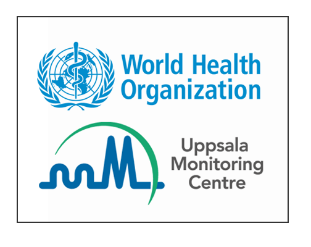 World Health
Organization
Uppsala
Monitoring
Centre